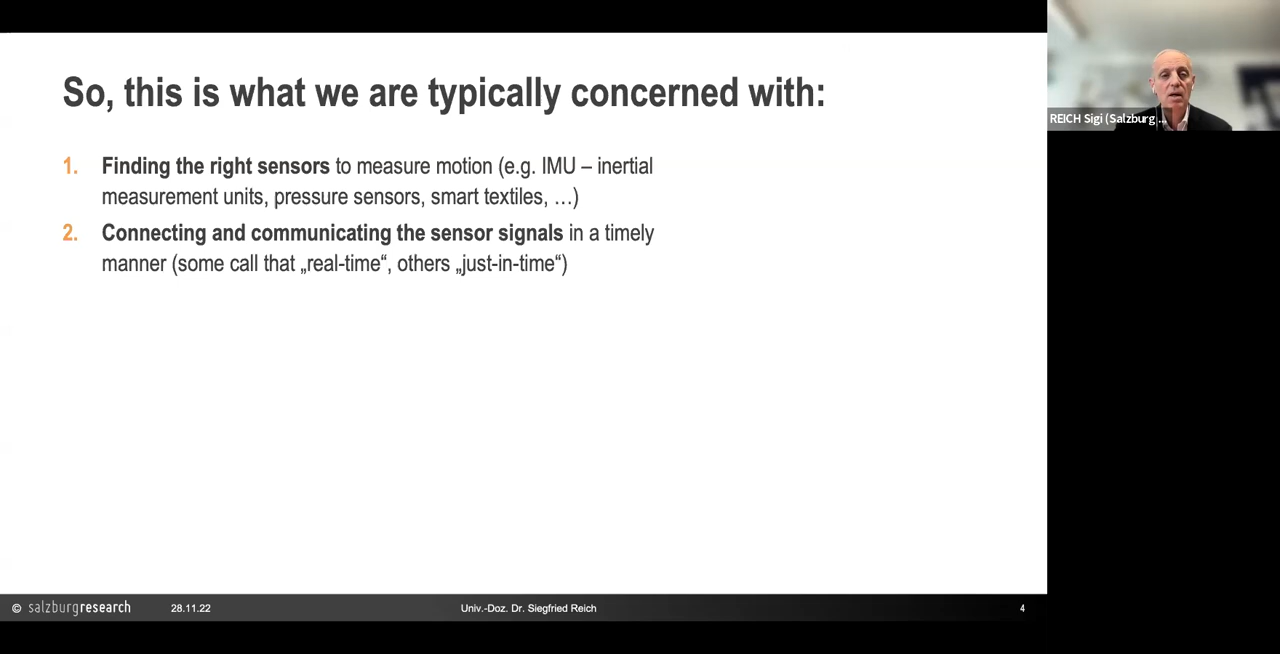 So, this is what we are typically concerned with:
1. Finding the right sensors to measure motion (e.g. IMU – inertial
measurement units, pressure sensors, smart textiles, …)
2. Connecting and communicating the sensor signals in a timely
manner (some call that „real-time“, others „just-in-time“)
REICH Sigi (Salzburg ...
© salzburgresearch 28.11.22 Univ.-Doz. Dr. Siegfried Reich 4